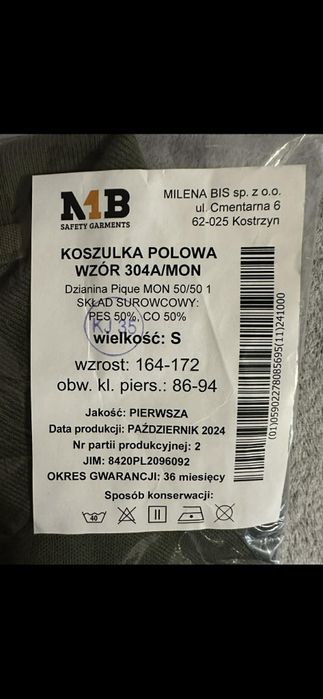 M1B
SAFETY GARMENTS
MILENA BIS sp. z o.o.
ul. Cmentarna 6
62-025 Kostrzyn
KOSZULKA POLOWA
WZÓR 304A/MON
Dzianina Pique MON 50/50 1
SKŁAD SUROWCOWY:
PES 50%, CO 50%
KJ 35
wielkość: S
wzrost: 164-172
obw. kl. piers.: 86-94
Jakość: PIERWSZA
Data produkcji: PAŹDZIERNIK 2024
Nr partii produkcyjnej: 2
JIM: 8420PL2096092
OKRES GWARANCJI: 36 miesięcy
Sposób konserwacji:
40
(01)05902278085695(11)241000